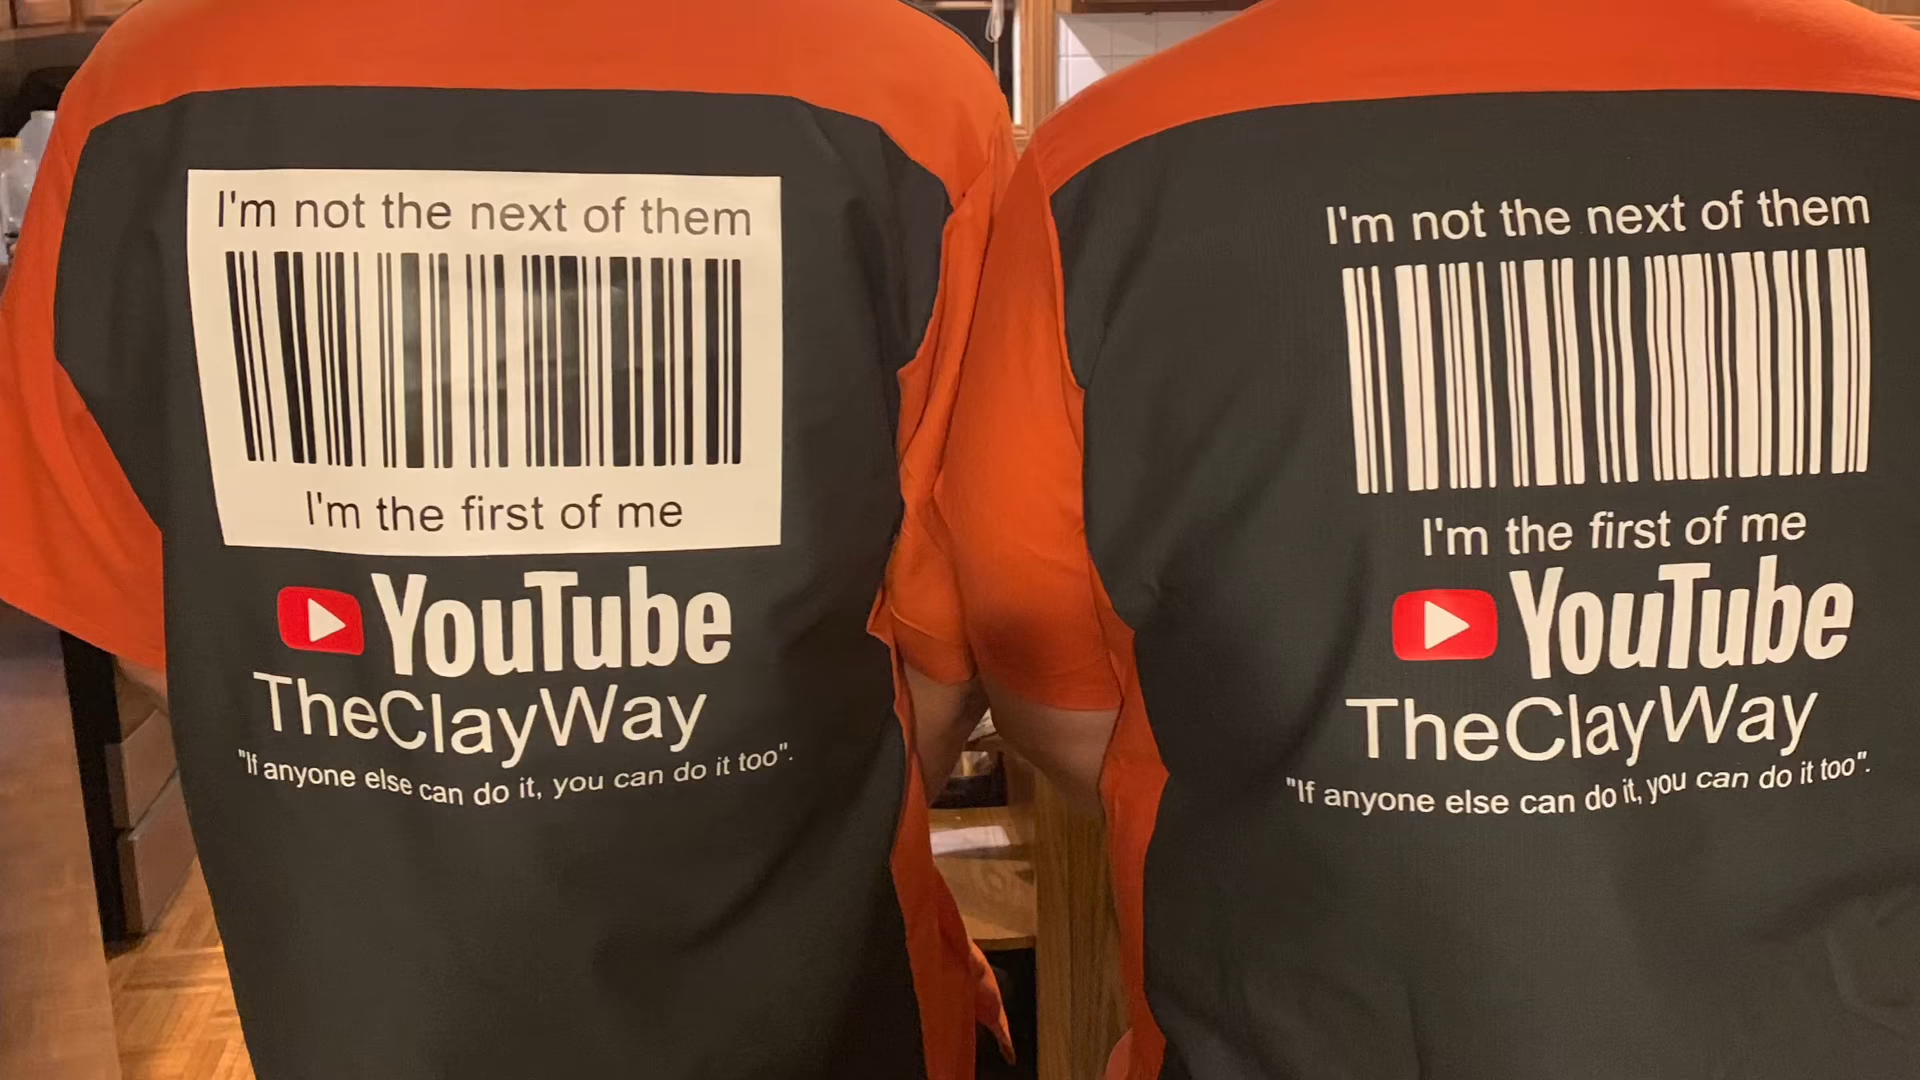 I'm not the next of them
I'm the first of me
YouTube
TheClayWay
"If anyone else can do it, you can do it too".
I'm not the next of them
I'm the first of me
YouTube
TheClayWay
"If anyone else can do it, you can do it too".